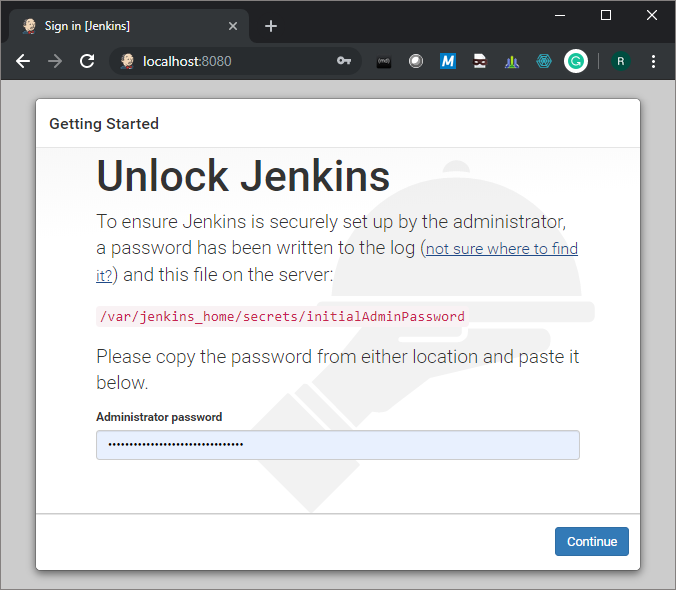 Sign in [Jenkins]
localhost:8080
R
Getting Started
Unlock Jenkins
To ensure Jenkins is securely set up by the administrator,
a password has been written to the log (not sure where to find
it?) and this file on the server:
/var/jenkins_home/secrets/initialAdminPassword
Please copy the password from either location and paste it
below.
Administrator password
••••••••••••••••••••••••••••••••
Continue